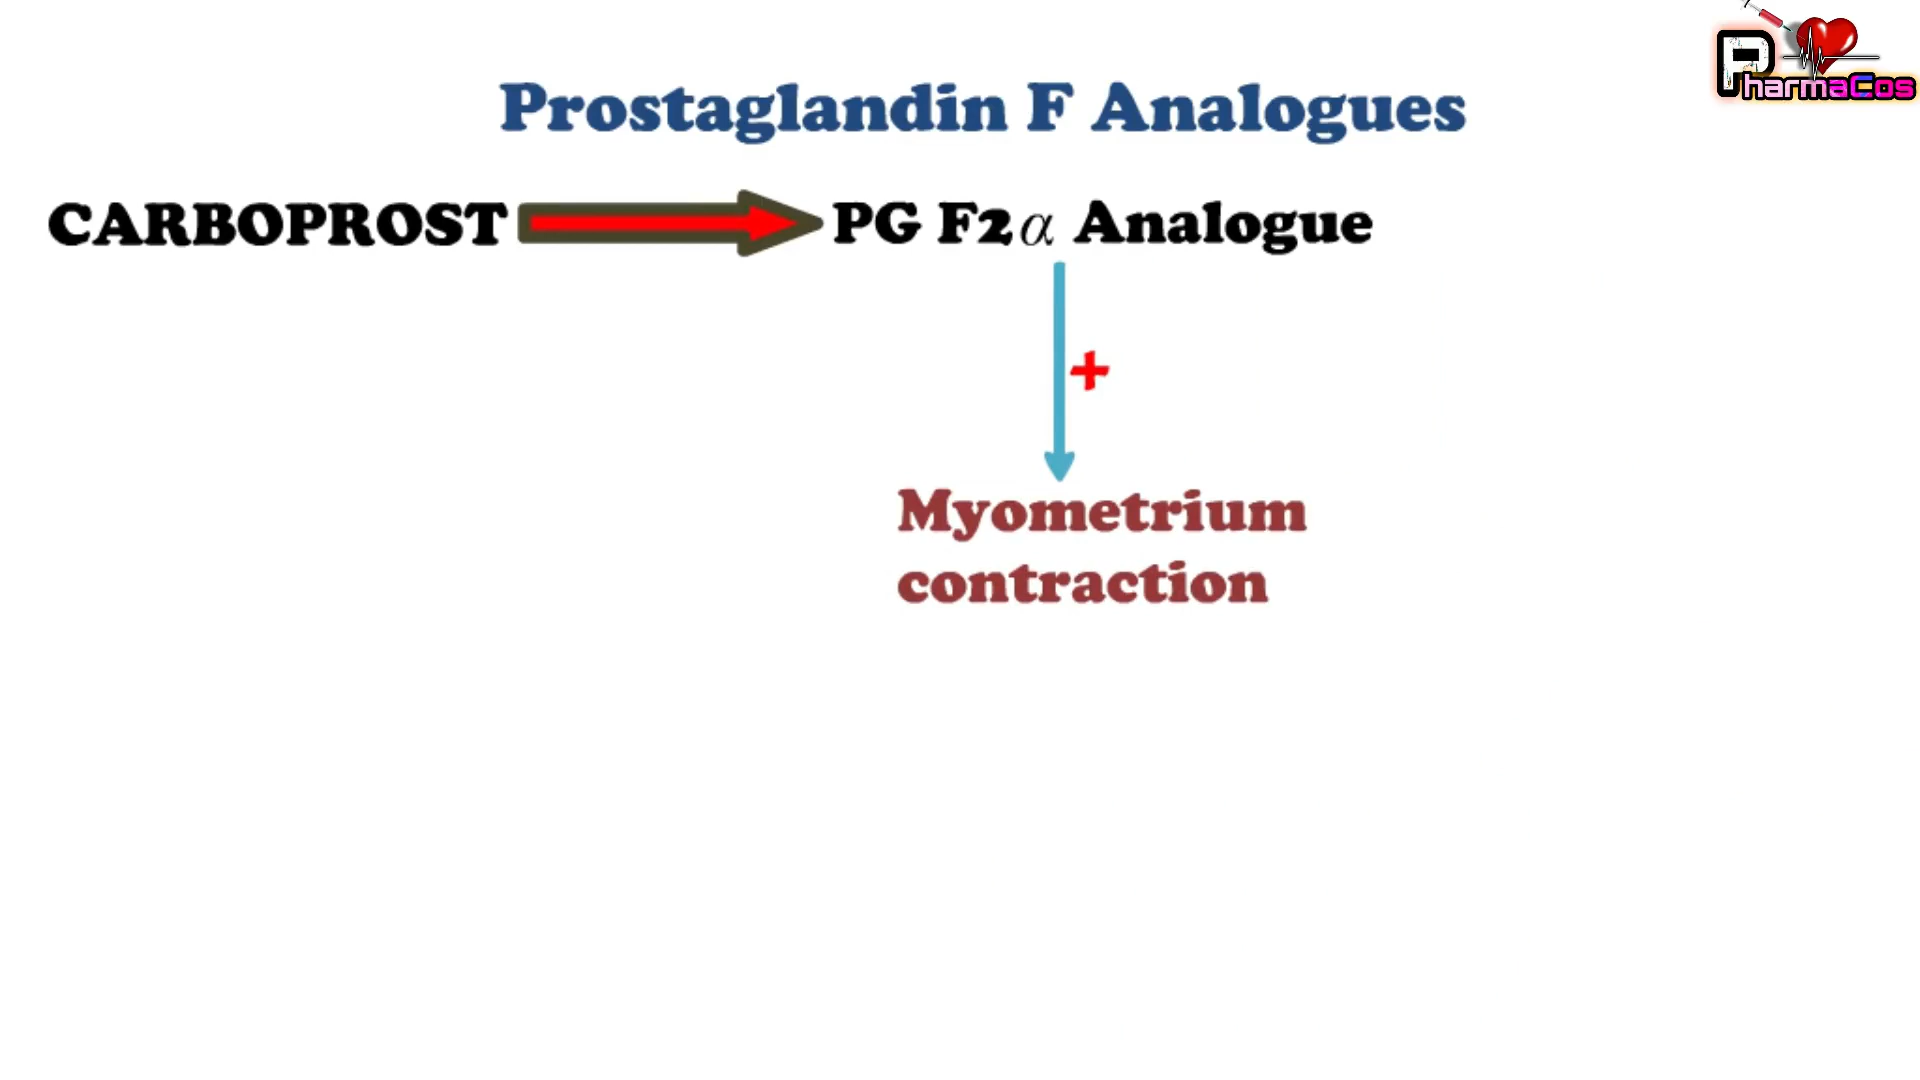 PharmaCos
Prostaglandin F Analogues
CARBOPROST PG F2α Analogue
+
Myometrium
contraction